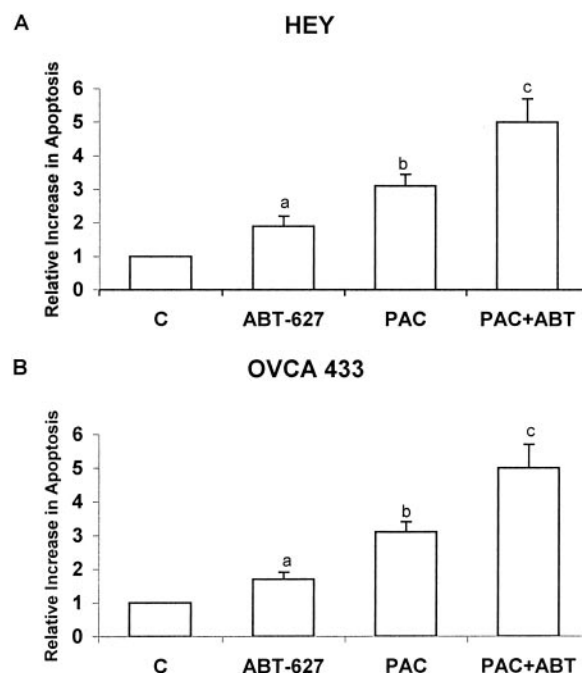 A
HEY
Relative Increase in Apoptosis
6
5
4
3
2
1
0
a
b
c
C ABT-627 PAC PAC+ABT
B
OVCA 433
Relative Increase in Apoptosis
6
5
4
3
2
1
0
a
b
c
C ABT-627 PAC PAC+ABT